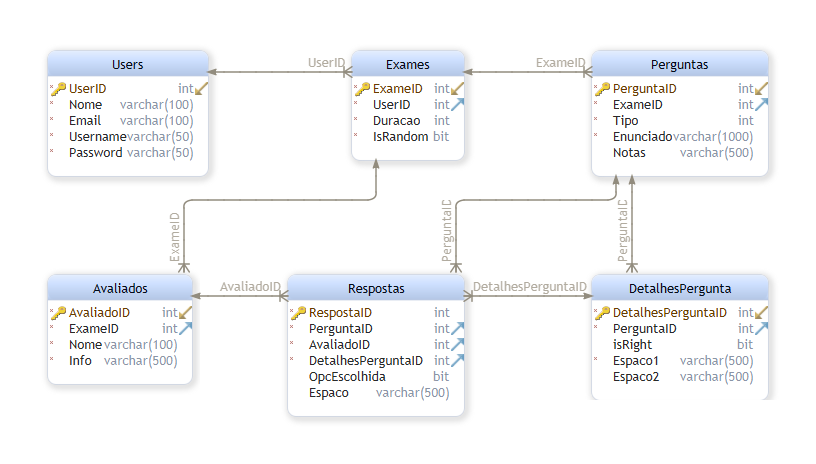 Users
UserID int
Nome varchar(100)
Email varchar(100)
Username varchar(50)
Password varchar(50)
UserID
Exames
ExameID int
UserID int
Duracao int
IsRandom bit
ExameID
Perguntas
PerguntaID int
ExameID int
Tipo int
Enunciado varchar(1000)
Notas varchar(500)
ExameID
PerguntaID
PerguntaID
Avaliados
AvaliadoID int
ExameID int
Nome varchar(100)
Info varchar(500)
AvaliadoID
Respostas
RespostaID int
PerguntaID int
AvaliadoID int
DetalhesPerguntaID int
OpcEscolhida bit
Espaco varchar(500)
DetalhesPerguntaID
DetalhesPergunta
DetalhesPerguntaID int
PerguntaID int
isRight bit
Espaco1 varchar(500)
Espaco2 varchar(500)